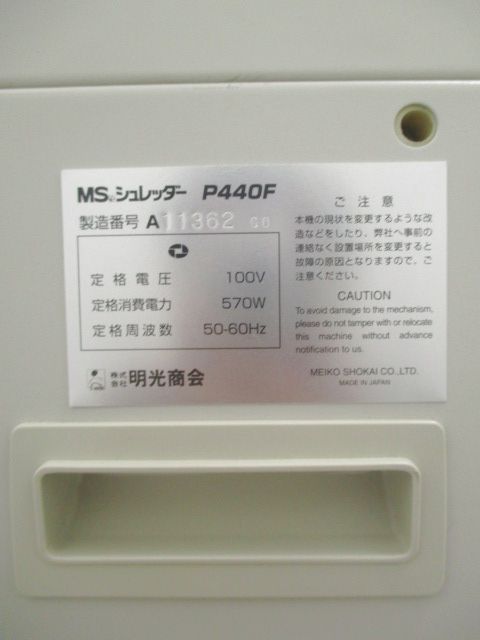 MSシュレッダー P440F
製造番号 A11362 GO
定格電圧 100V
定格消費電力 570W
定格周波数 50-60Hz
株式会社 明光商会
ご注意
本機の現状を変更するような改
造などをしたり、弊社へ事前の
連絡なく設置場所を変更すると
故障の原因となりますので、ご
注意ください。
CAUTION
To avoid damage to the mechanism,
please do not tamper with or relocate
this machine without advance
notification to us.
MEIKO SHOKAI CO.,LTD.
MADE IN JAPAN